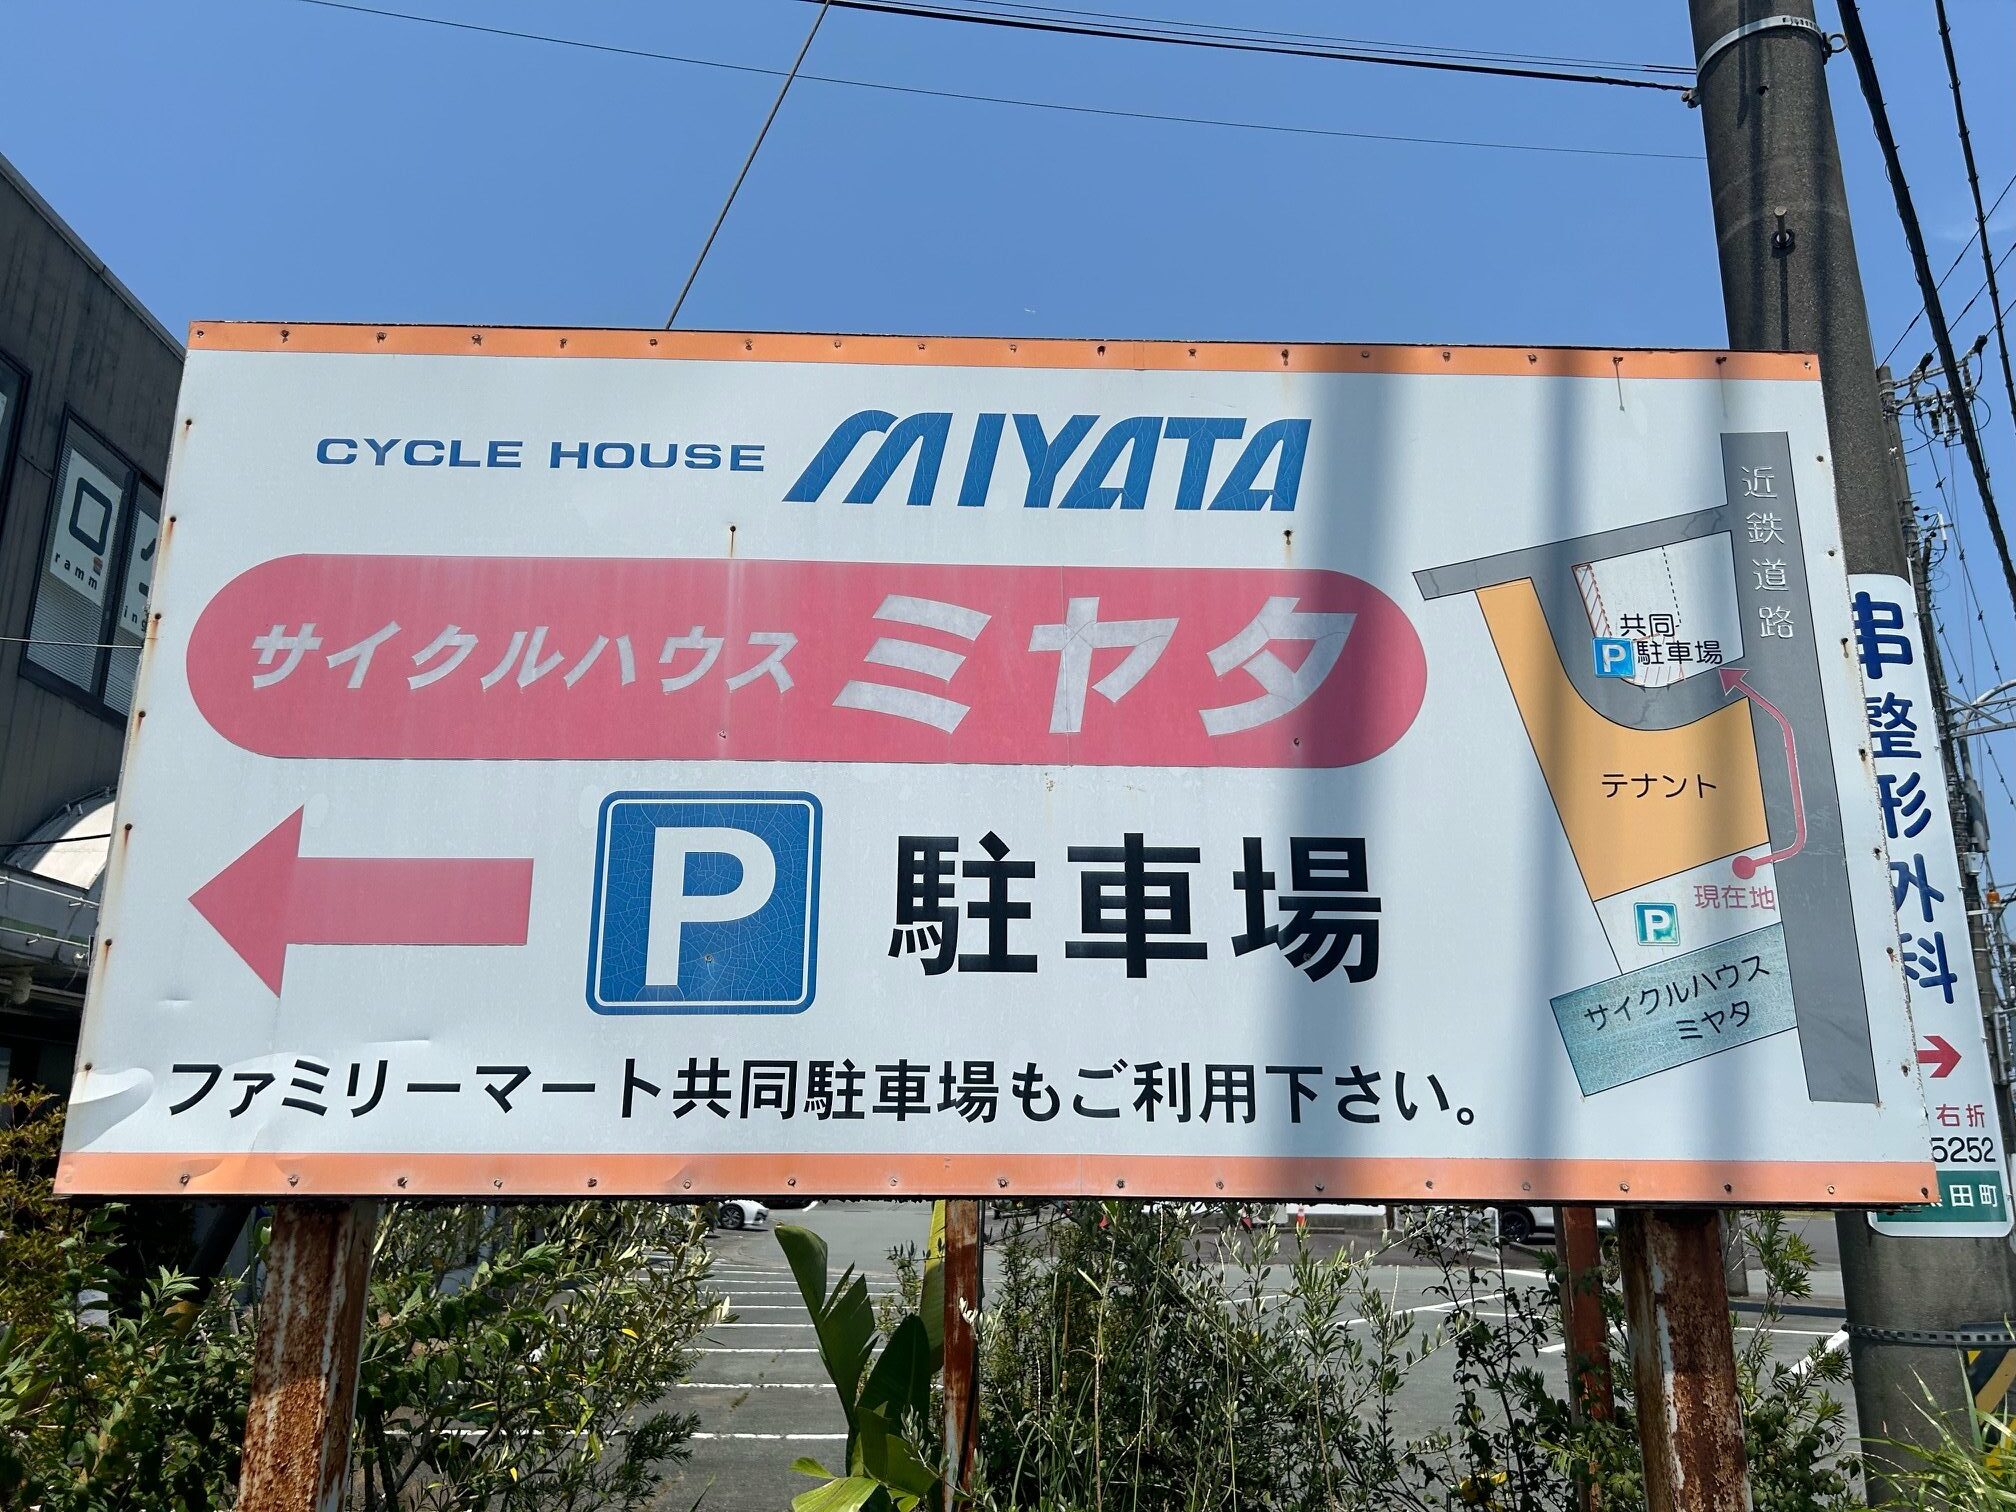 CYCLE HOUSE MIYATA
サイクルハウス ミヤタ
P 駐車場
ファミリーマート共同駐車場もご利用下さい。
近鉄道路
共同
P 駐車場
テナント
現在地
P
サイクルハウス
ミヤタ
串整形外科
右折
5252
田町
ramm
ing